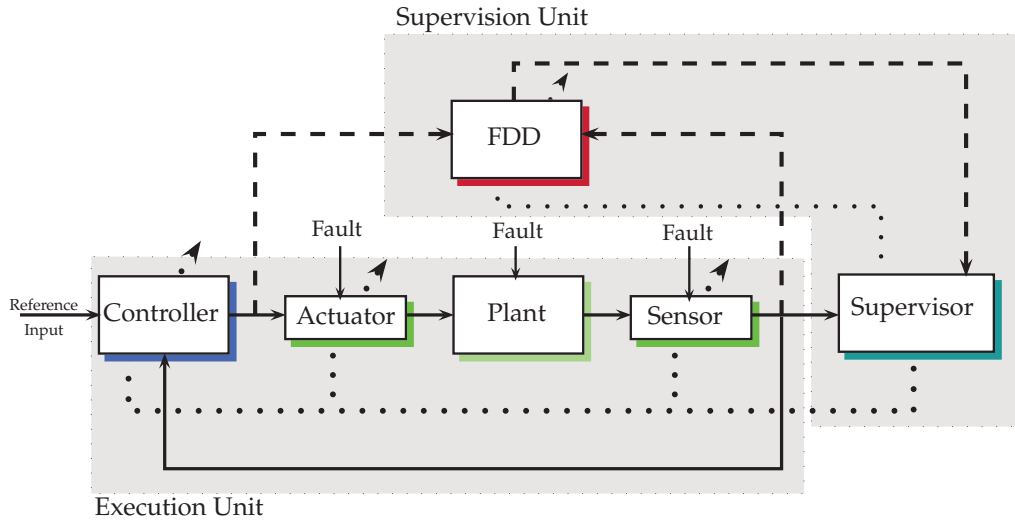 Supervision Unit
FDD
Fault
Fault
Fault
Reference
Input
Controller
Actuator
Plant
Sensor
Supervisor
Execution Unit